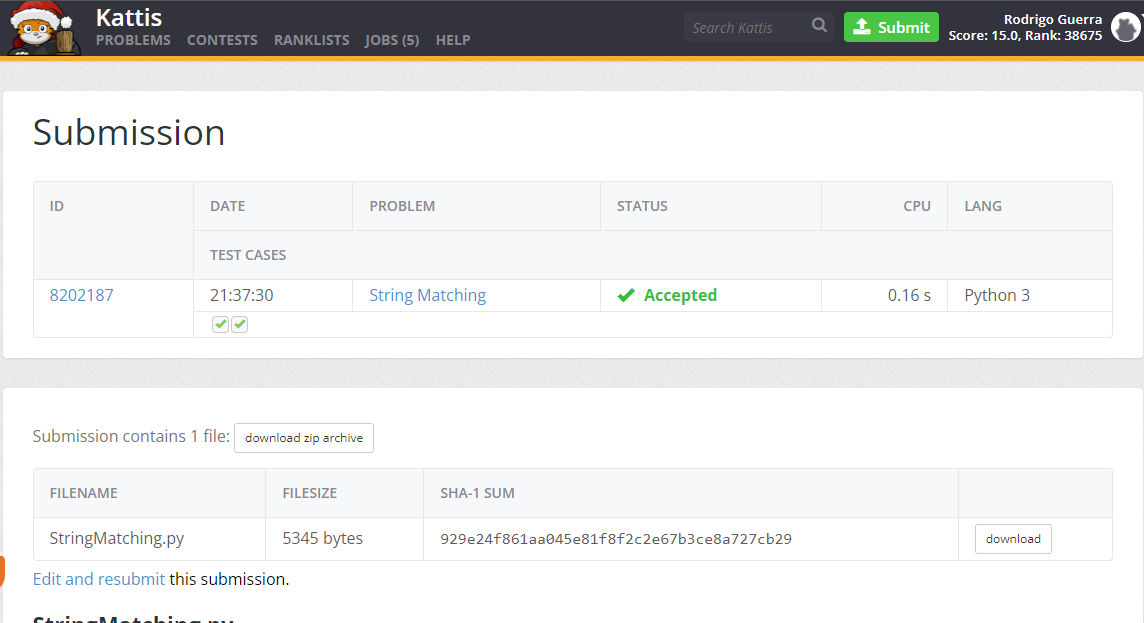 Kattis
PROBLEMS CONTESTS RANKLISTS JOBS (5) HELP
Search Kattis
Submit
Rodrigo Guerra
Score: 15.0, Rank: 38675
Submission
ID DATE PROBLEM STATUS CPU LANG
TEST CASES
8202187 21:37:30 String Matching Accepted 0.16 s Python 3
Submission contains 1 file: download zip archive
FILENAME FILESIZE SHA-1 SUM
StringMatching.py 5345 bytes 929e24f861aa045e81f8f2c2e67b3ce8a727cb29 download
Edit and resubmit this submission.
StringMatching.py